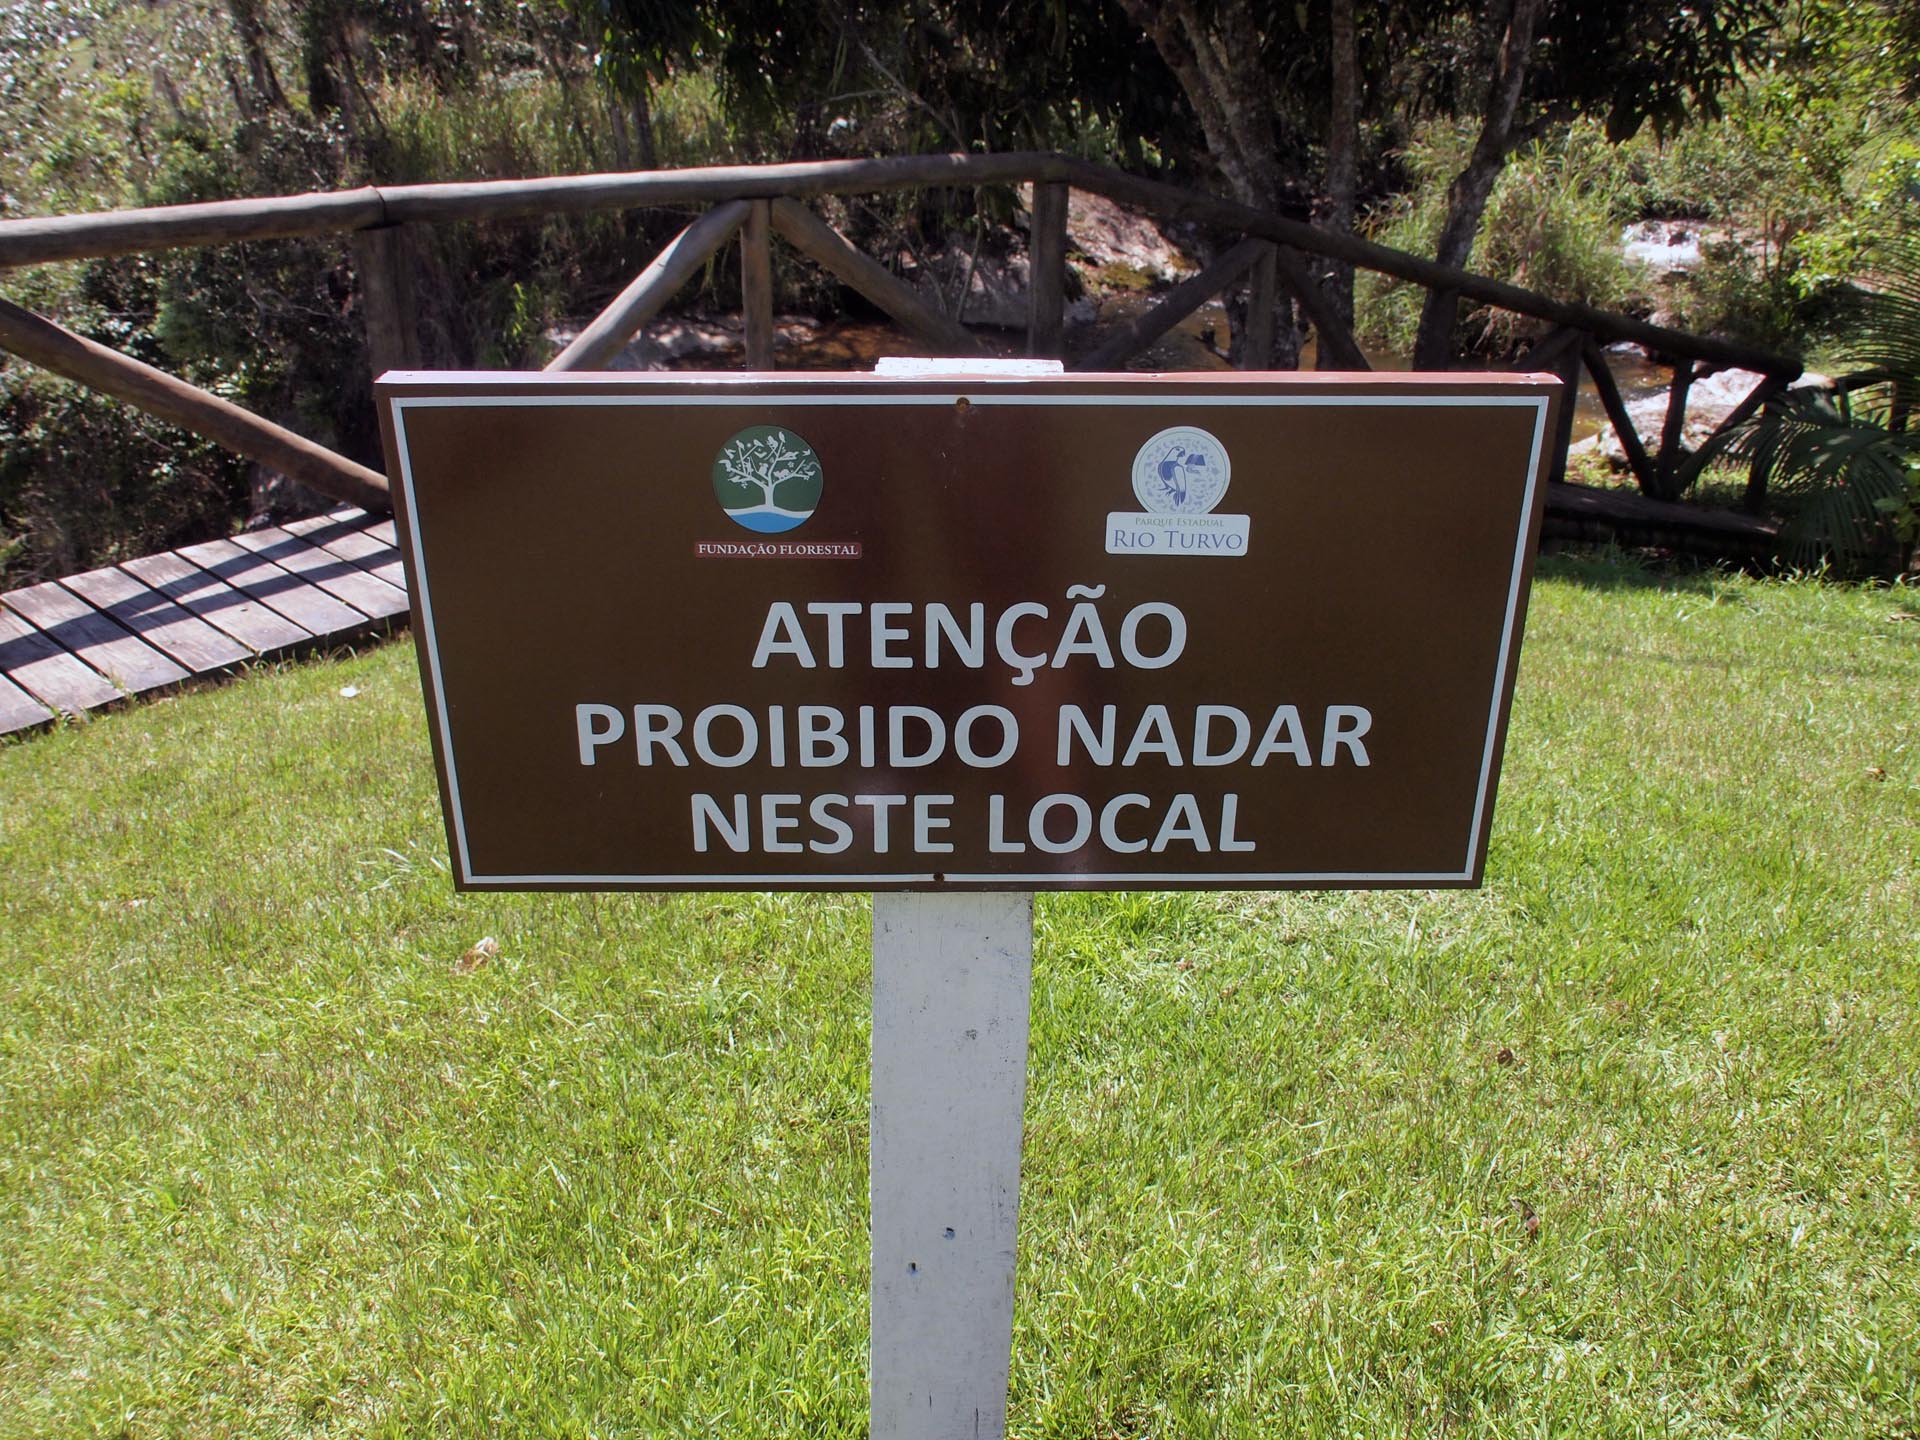 FUNDAÇÃO FLORESTAL
PARQUE ESTADUAL
RIO TURVO
ATENÇÃO
PROIBIDO NADAR
NESTE LOCAL